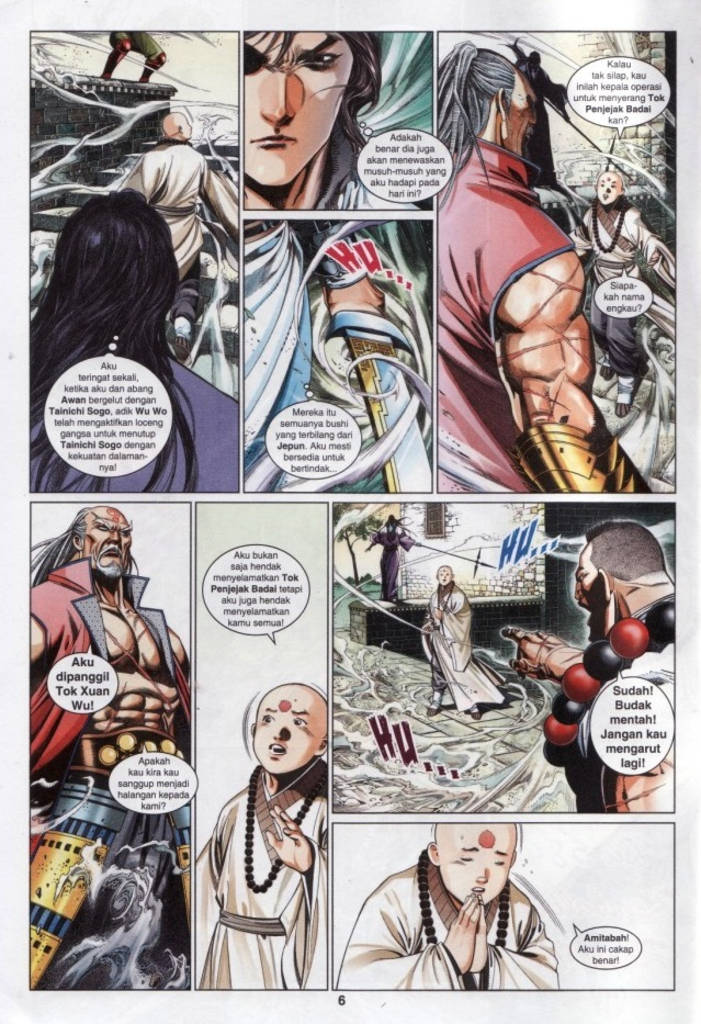 Aku
teringat sekali,
ketika aku dan abang
Awan bergelut dengan
Tainichi Sogo, adik Wu Wo
telah mengaktifkan loceng
gangsa untuk menutup
Tainichi Sogo dengan
kekuatan dalaman-
nya!
Adakah
benar dia juga
akan menewaskan
musuh-musuh yang
aku hadapi pada
hari ini?
HU...
Mereka itu
semuanya bushi
yang terbilang dari
Jepun. Aku mesti
bersedia untuk
bertindak...
Kalau
tak silap, kau
inilah kepala operasi
untuk menyerang Tok
Penjejak Badai
kan?
Siapa-
kah nama
engkau?
Aku
dipanggil
Tok Xuan
Wu!
Apakah
kau kira kau
sanggup menjadi
halangan kepada
kami?
Aku bukan
saja hendak
menyelamatkan Tok
Penjejak Badai tetapi
aku juga hendak
menyelamatkan
kamu semua!
HU...
HU...
Sudah!
Budak
mentah!
Jangan kau
mengarut
lagi!
Amitabah!
Aku ini cakap
benar!
6